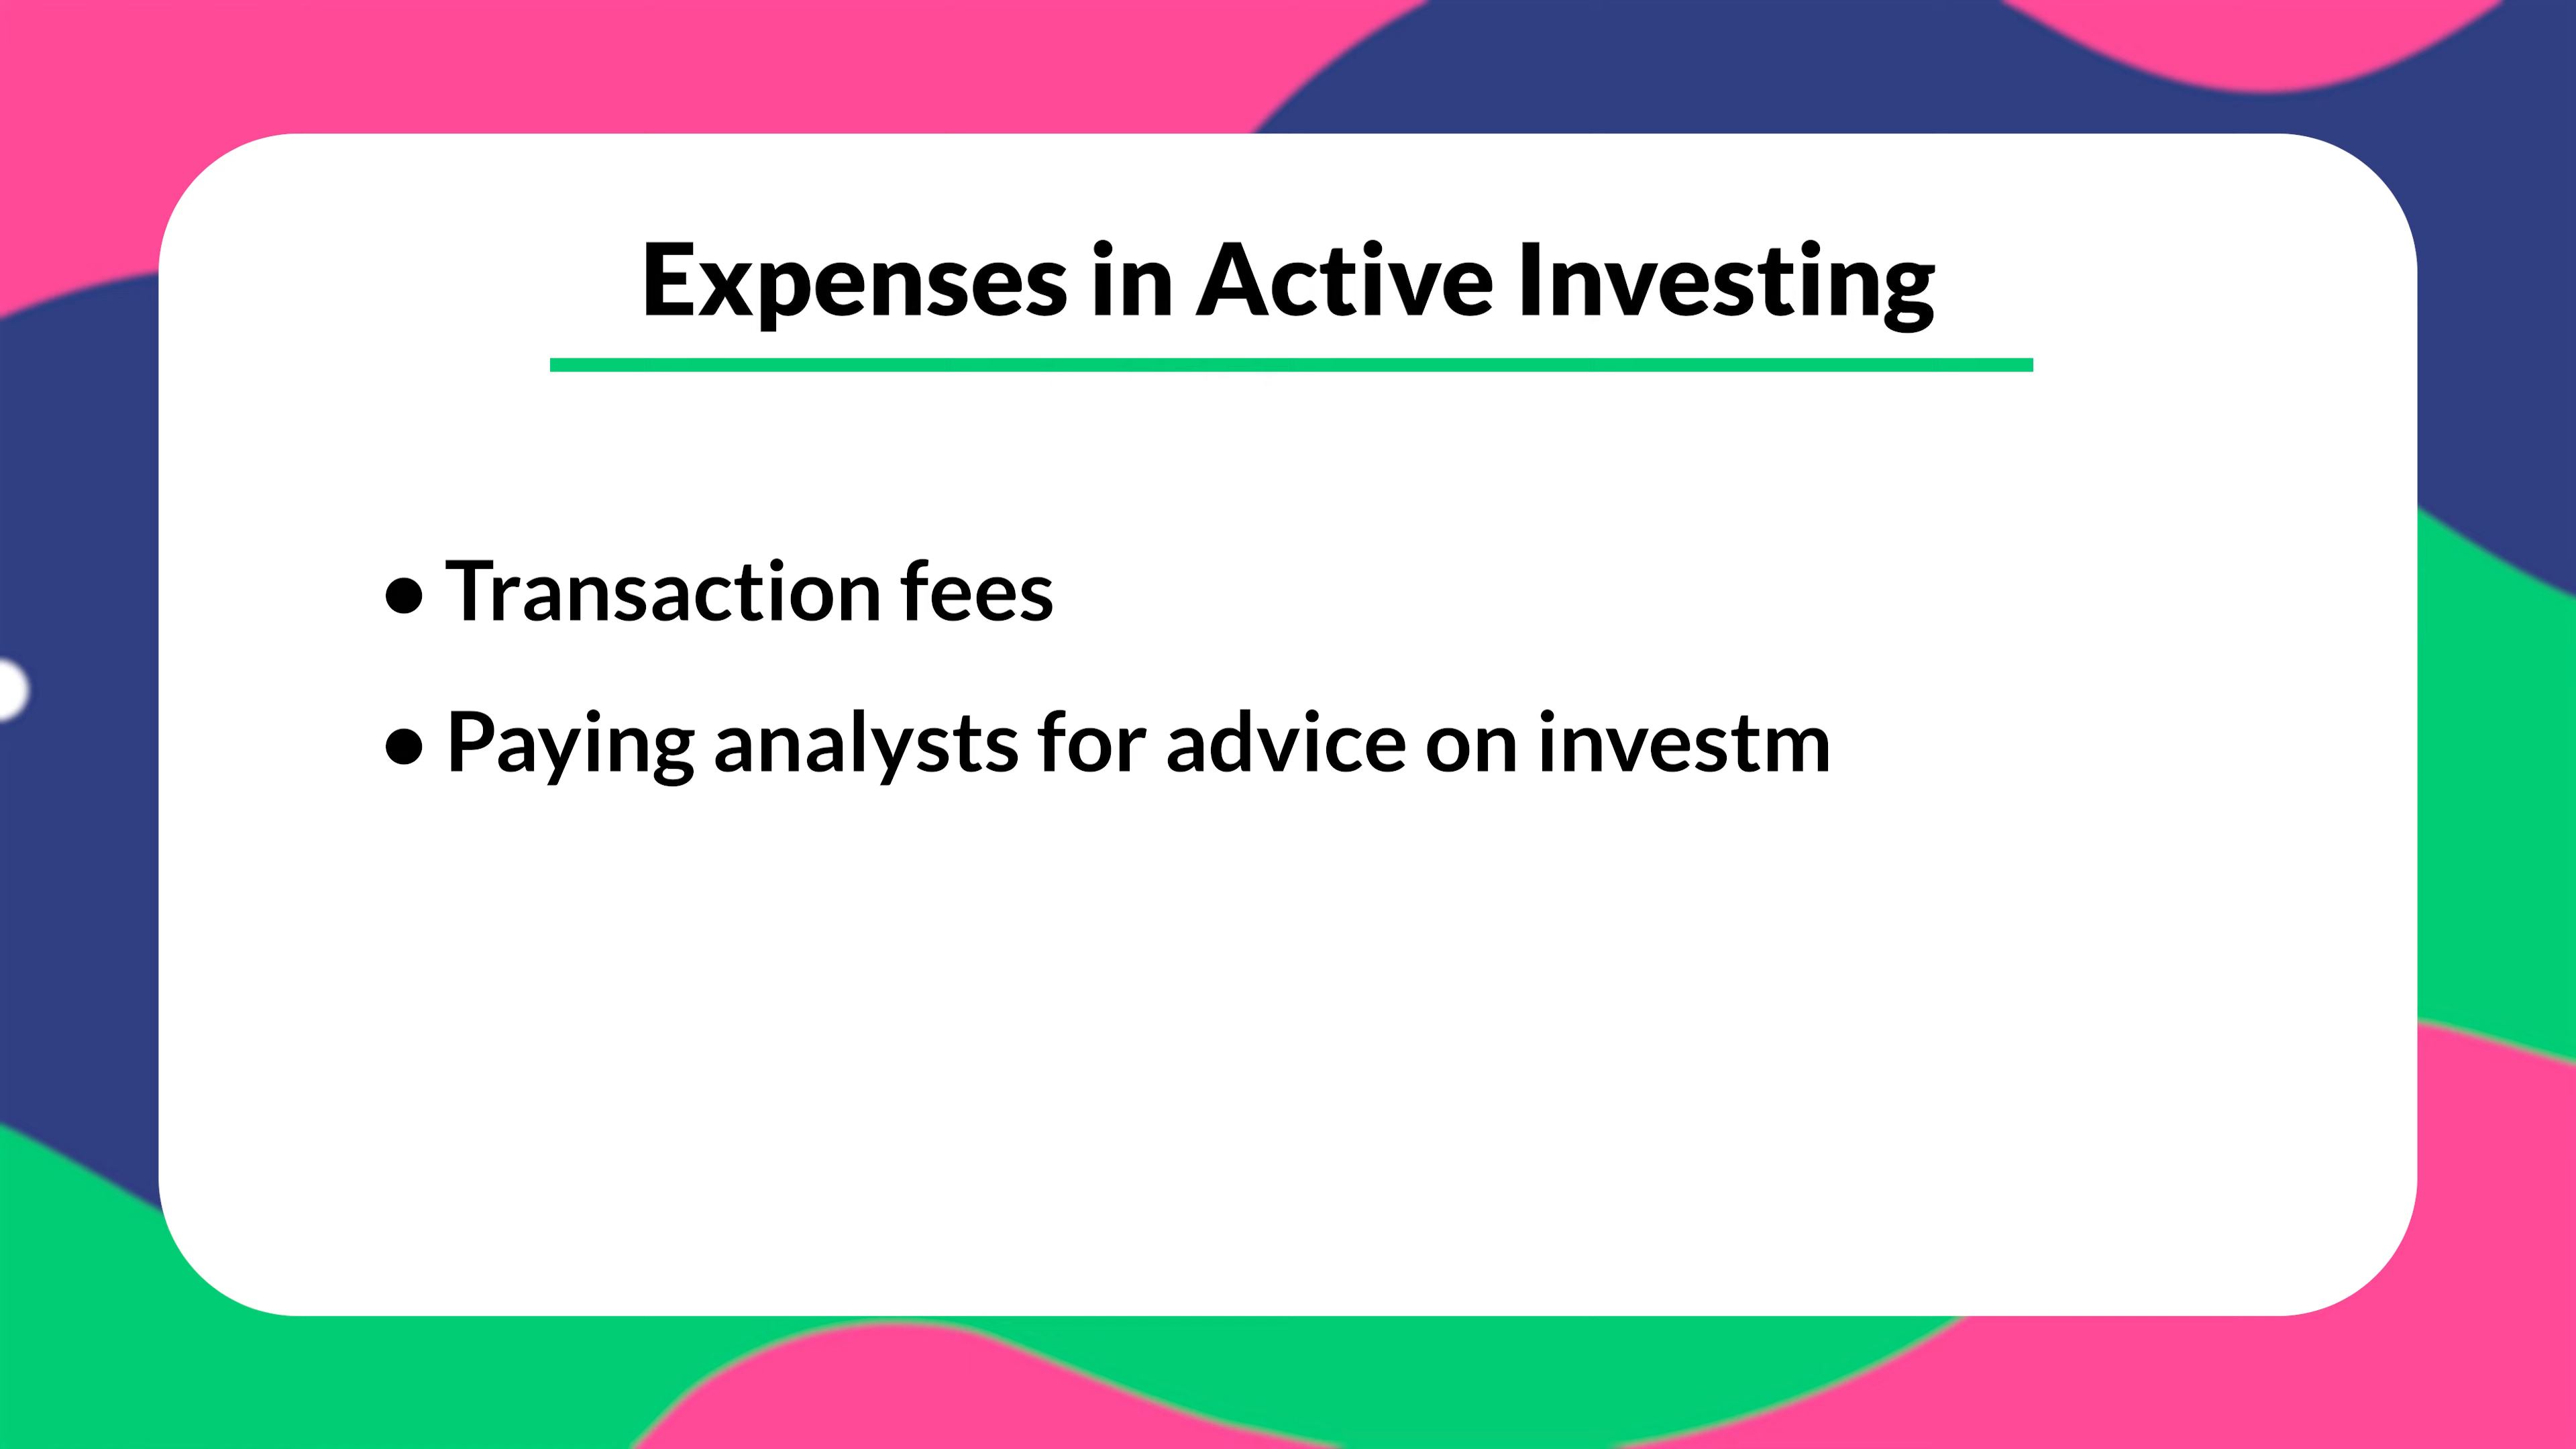 Expenses in Active Investing
● Transaction fees
● Paying analysts for advice on investm